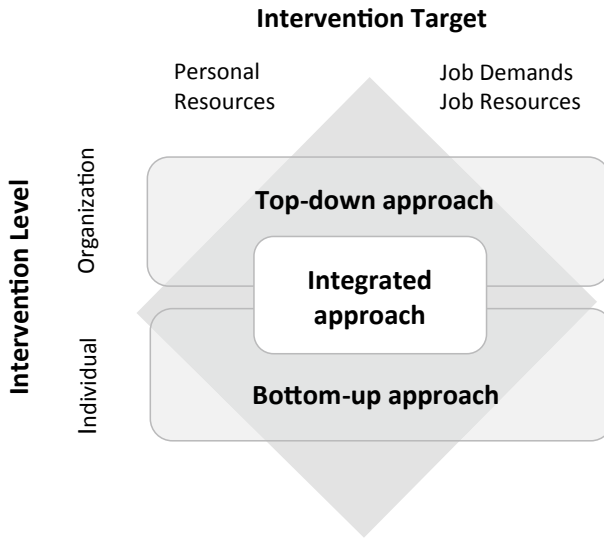 Intervention Target
Personal
Resources
Job Demands
Job Resources
Intervention Level
Organization
Individual
Top-down approach
Integrated
approach
Bottom-up approach